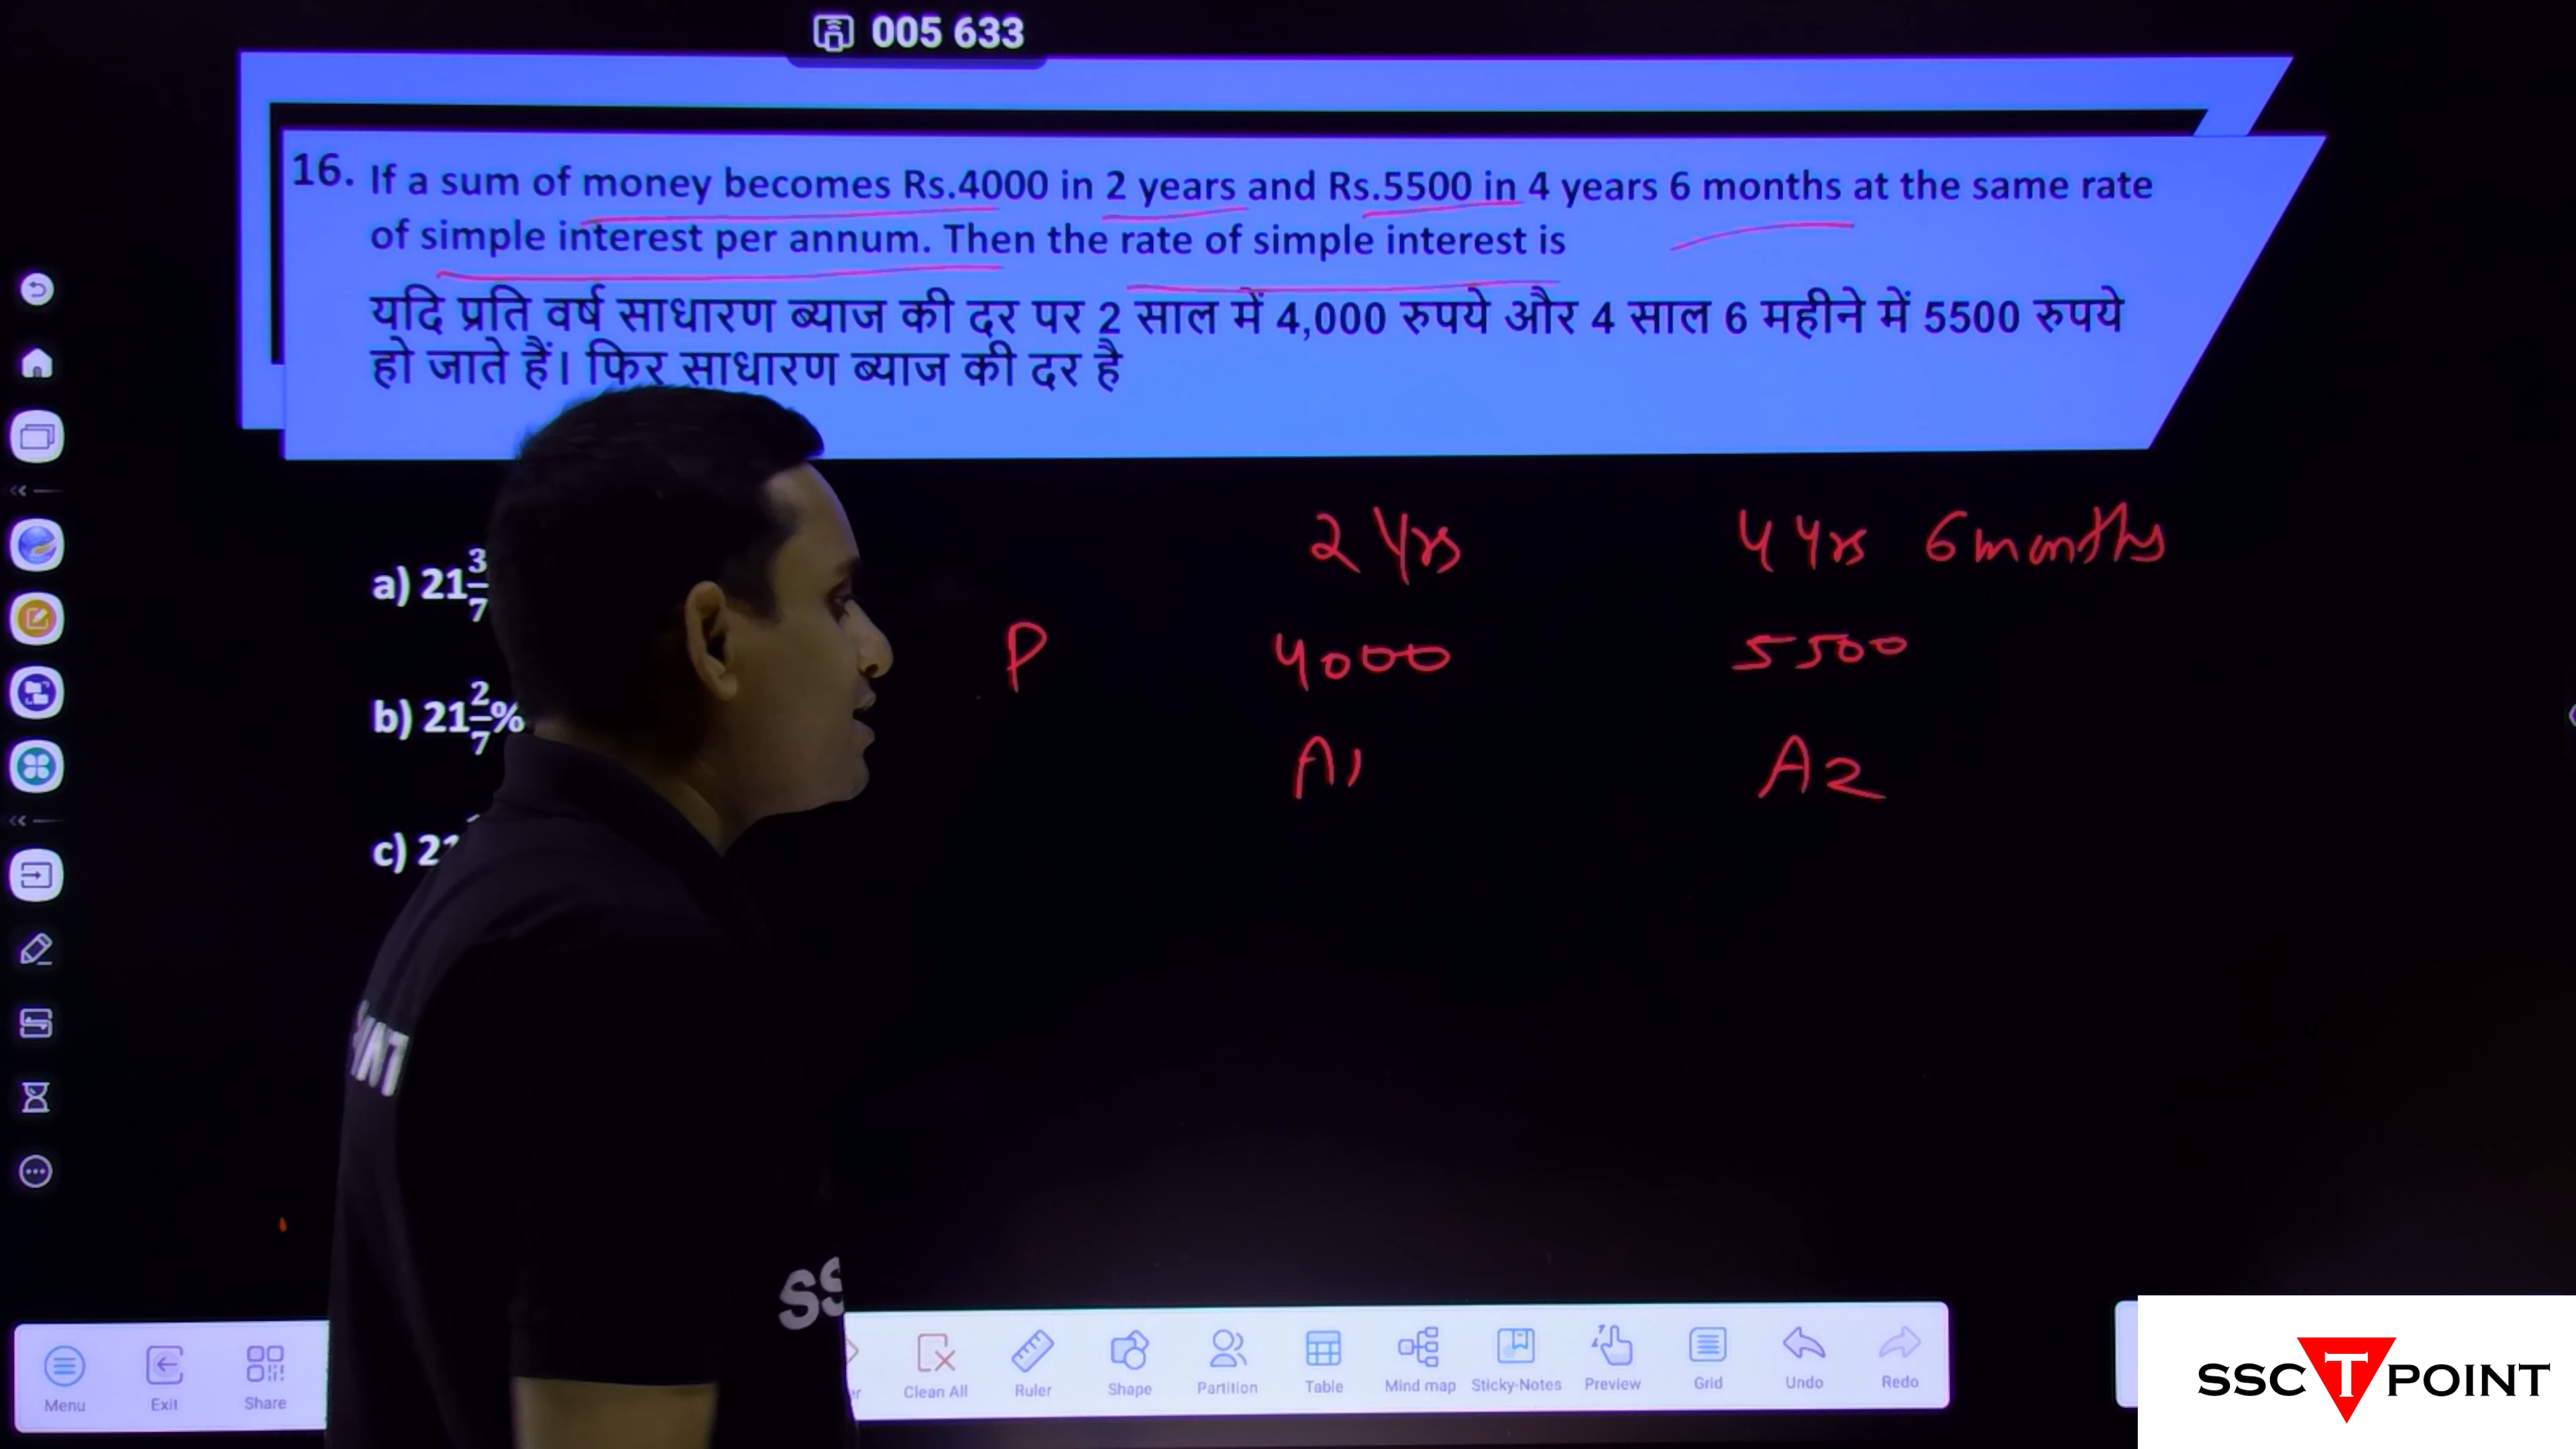 005 633
16. If a sum of money becomes Rs.4000 in 2 years and Rs.5500 in 4 years 6 months at the same rate
of simple interest per annum. Then the rate of simple interest is
यदि प्रति वर्ष साधारण ब्याज की दर पर 2 साल में 4,000 रुपये और 4 साल 6 महीने में 5500 रुपये
हो जाते हैं। फिर साधारण ब्याज की दर है
2 Yrs 4 Yrs 6 months
a) 21 3/7
P 4000 5500
b) 21 2/7%
A1 A2
c) 2
SS
Menu Exit Share Clean All Ruler Shape Partition Table Mind map Sticky-Notes Preview Grid Undo Redo
SSC T POINT